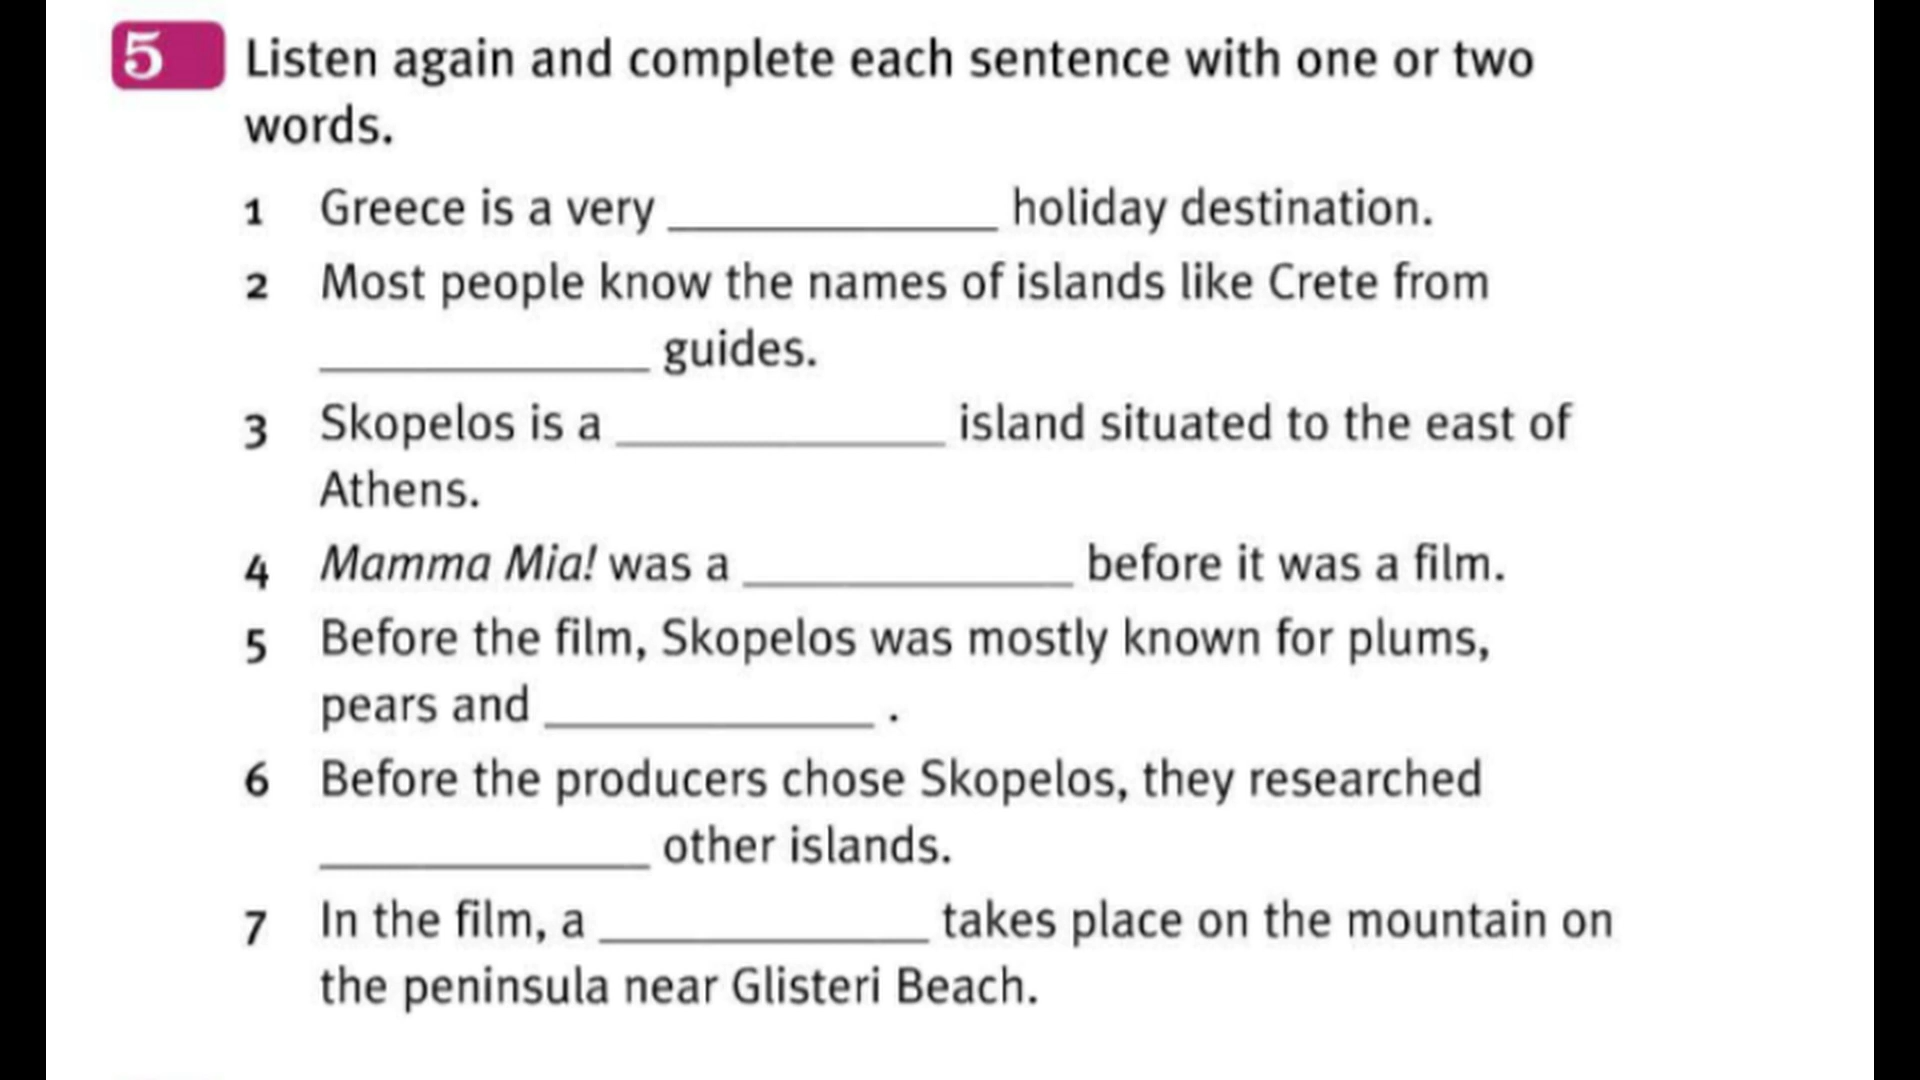 5 Listen again and complete each sentence with one or two
words.
1 Greece is a very ____________ holiday destination.
2 Most people know the names of islands like Crete from
____________ guides.
3 Skopelos is a ____________ island situated to the east of
Athens.
4 Mamma Mia! was a ____________ before it was a film.
5 Before the film, Skopelos was mostly known for plums,
pears and ____________ .
6 Before the producers chose Skopelos, they researched
____________ other islands.
7 In the film, a ____________ takes place on the mountain on
the peninsula near Glisteri Beach.